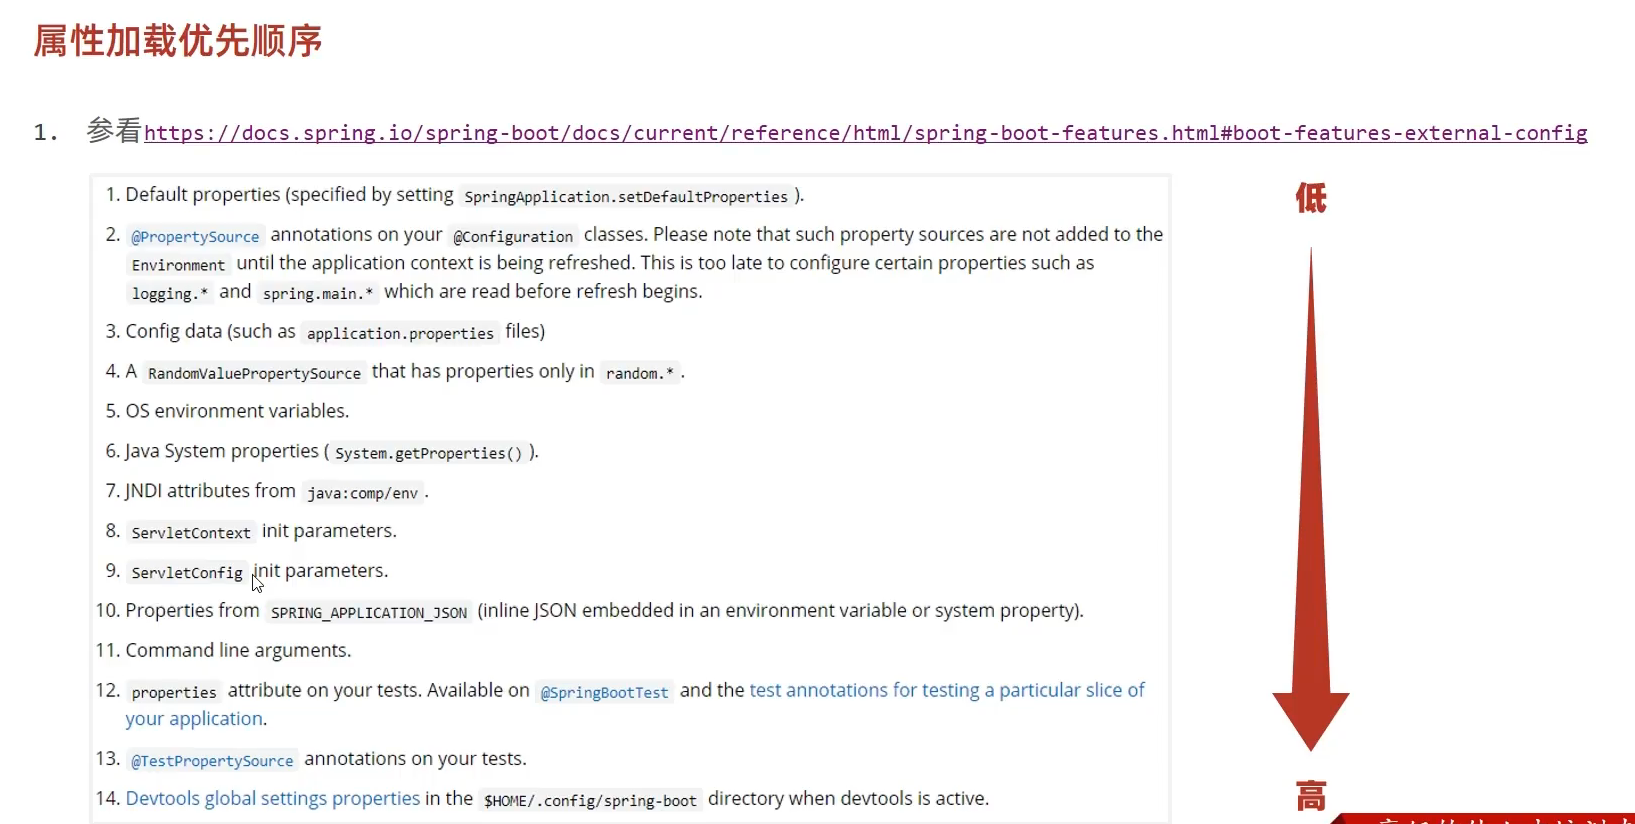 属性加载优先顺序
1. 参看https://docs.spring.io/spring-boot/docs/current/reference/html/spring-boot-features.html#boot-features-external-config
1. Default properties (specified by setting SpringApplication.setDefaultProperties ).
低
2. @PropertySource annotations on your @Configuration classes. Please note that such property sources are not added to the
Environment until the application context is being refreshed. This is too late to configure certain properties such as
logging.* and spring.main.* which are read before refresh begins.
3. Config data (such as application.properties files)
4. A RandomValuePropertySource that has properties only in random.* .
5. OS environment variables.
6. Java System properties ( System.getProperties() ).
7. JNDI attributes from java:comp/env .
8. ServletContext init parameters.
9. ServletConfig init parameters.
10. Properties from SPRING_APPLICATION_JSON (inline JSON embedded in an environment variable or system property).
11. Command line arguments.
12. properties attribute on your tests. Available on @SpringBootTest and the test annotations for testing a particular slice of
your application.
13. @TestPropertySource annotations on your tests.
14. Devtools global settings properties in the $HOME/.config/spring-boot directory when devtools is active.
高